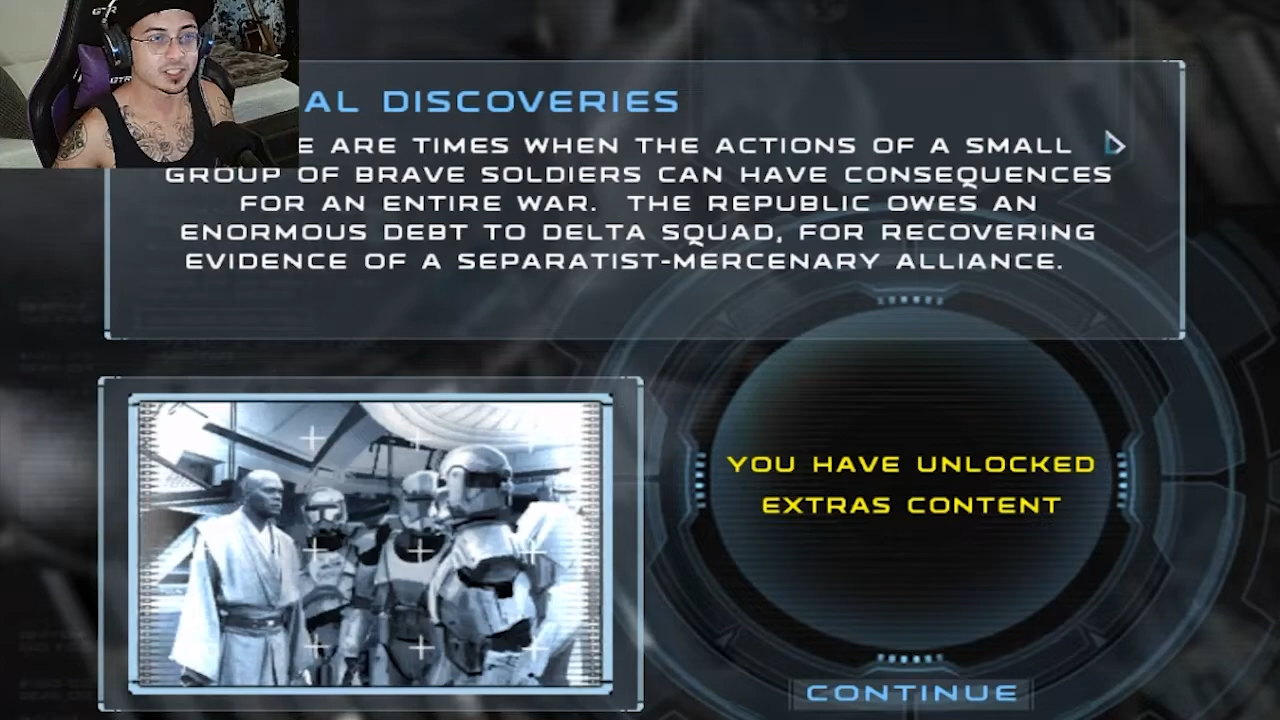 AL DISCOVERIES
E ARE TIMES WHEN THE ACTIONS OF A SMALL
GROUP OF BRAVE SOLDIERS CAN HAVE CONSEQUENCES
FOR AN ENTIRE WAR. THE REPUBLIC OWES AN
ENORMOUS DEBT TO DELTA SQUAD, FOR RECOVERING
EVIDENCE OF A SEPARATIST-MERCENARY ALLIANCE.
YOU HAVE UNLOCKED
EXTRAS CONTENT
CONTINUE